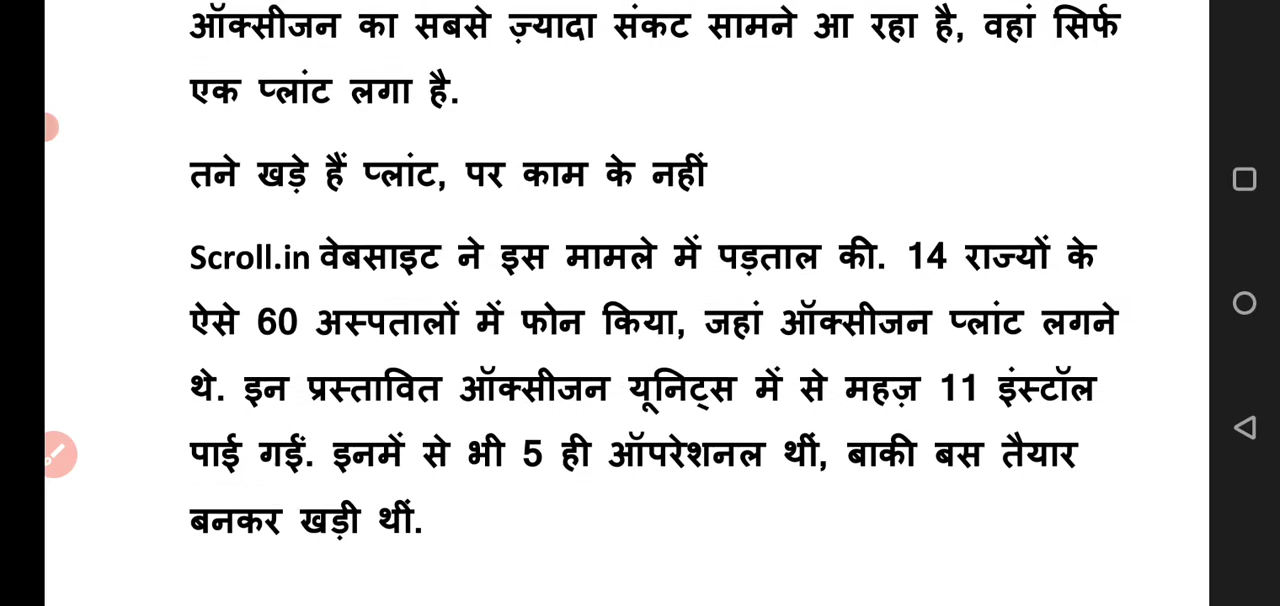 ऑक्सीजन का सबसे ज़्यादा संकट सामने आ रहा है, वहां सिर्फ
एक प्लांट लगा है.
तने खड़े हैं प्लांट, पर काम के नहीं
Scroll.in वेबसाइट ने इस मामले में पड़ताल की. 14 राज्यों के
ऐसे 60 अस्पतालों में फोन किया, जहां ऑक्सीजन प्लांट लगने
थे. इन प्रस्तावित ऑक्सीजन यूनिट्स में से महज़ 11 इंस्टॉल
पाई गईं. इनमें से भी 5 ही ऑपरेशनल थीं, बाकी बस तैयार
बनकर खड़ी थीं.